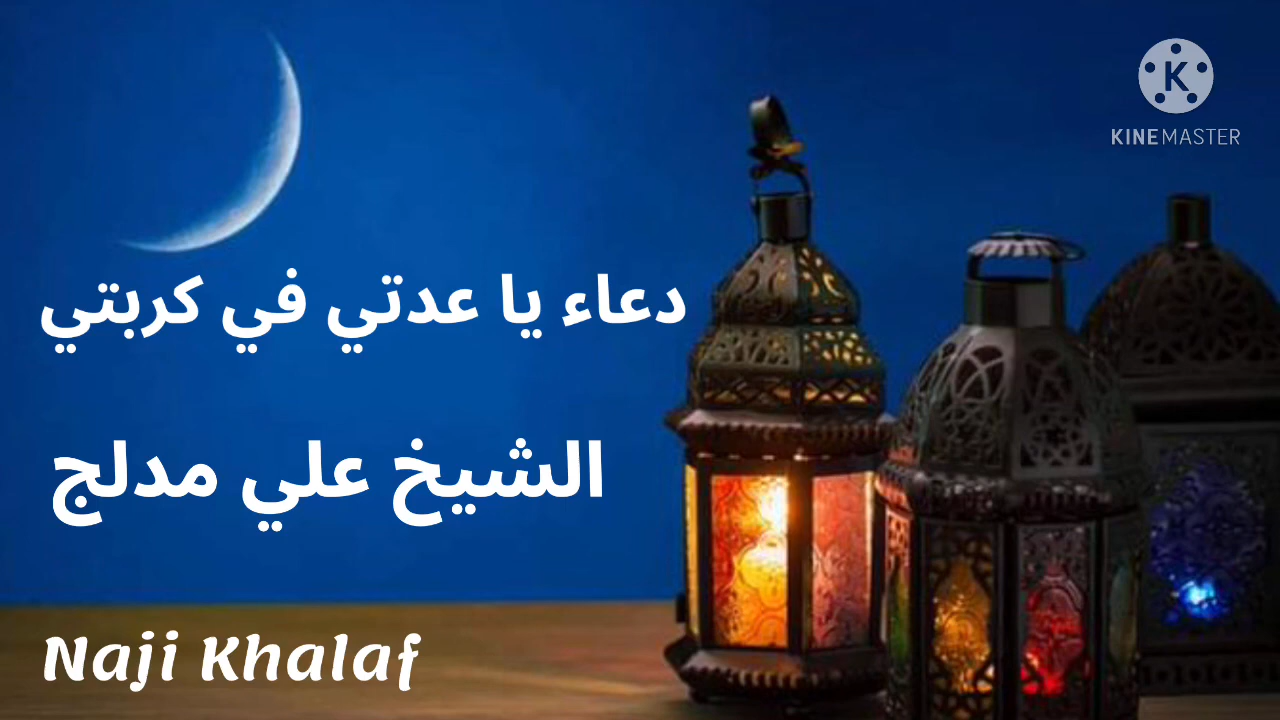 KINEMASTER
دعاء يا عدتي في كربتي
الشيخ علي مدلج
Naji Khalaf